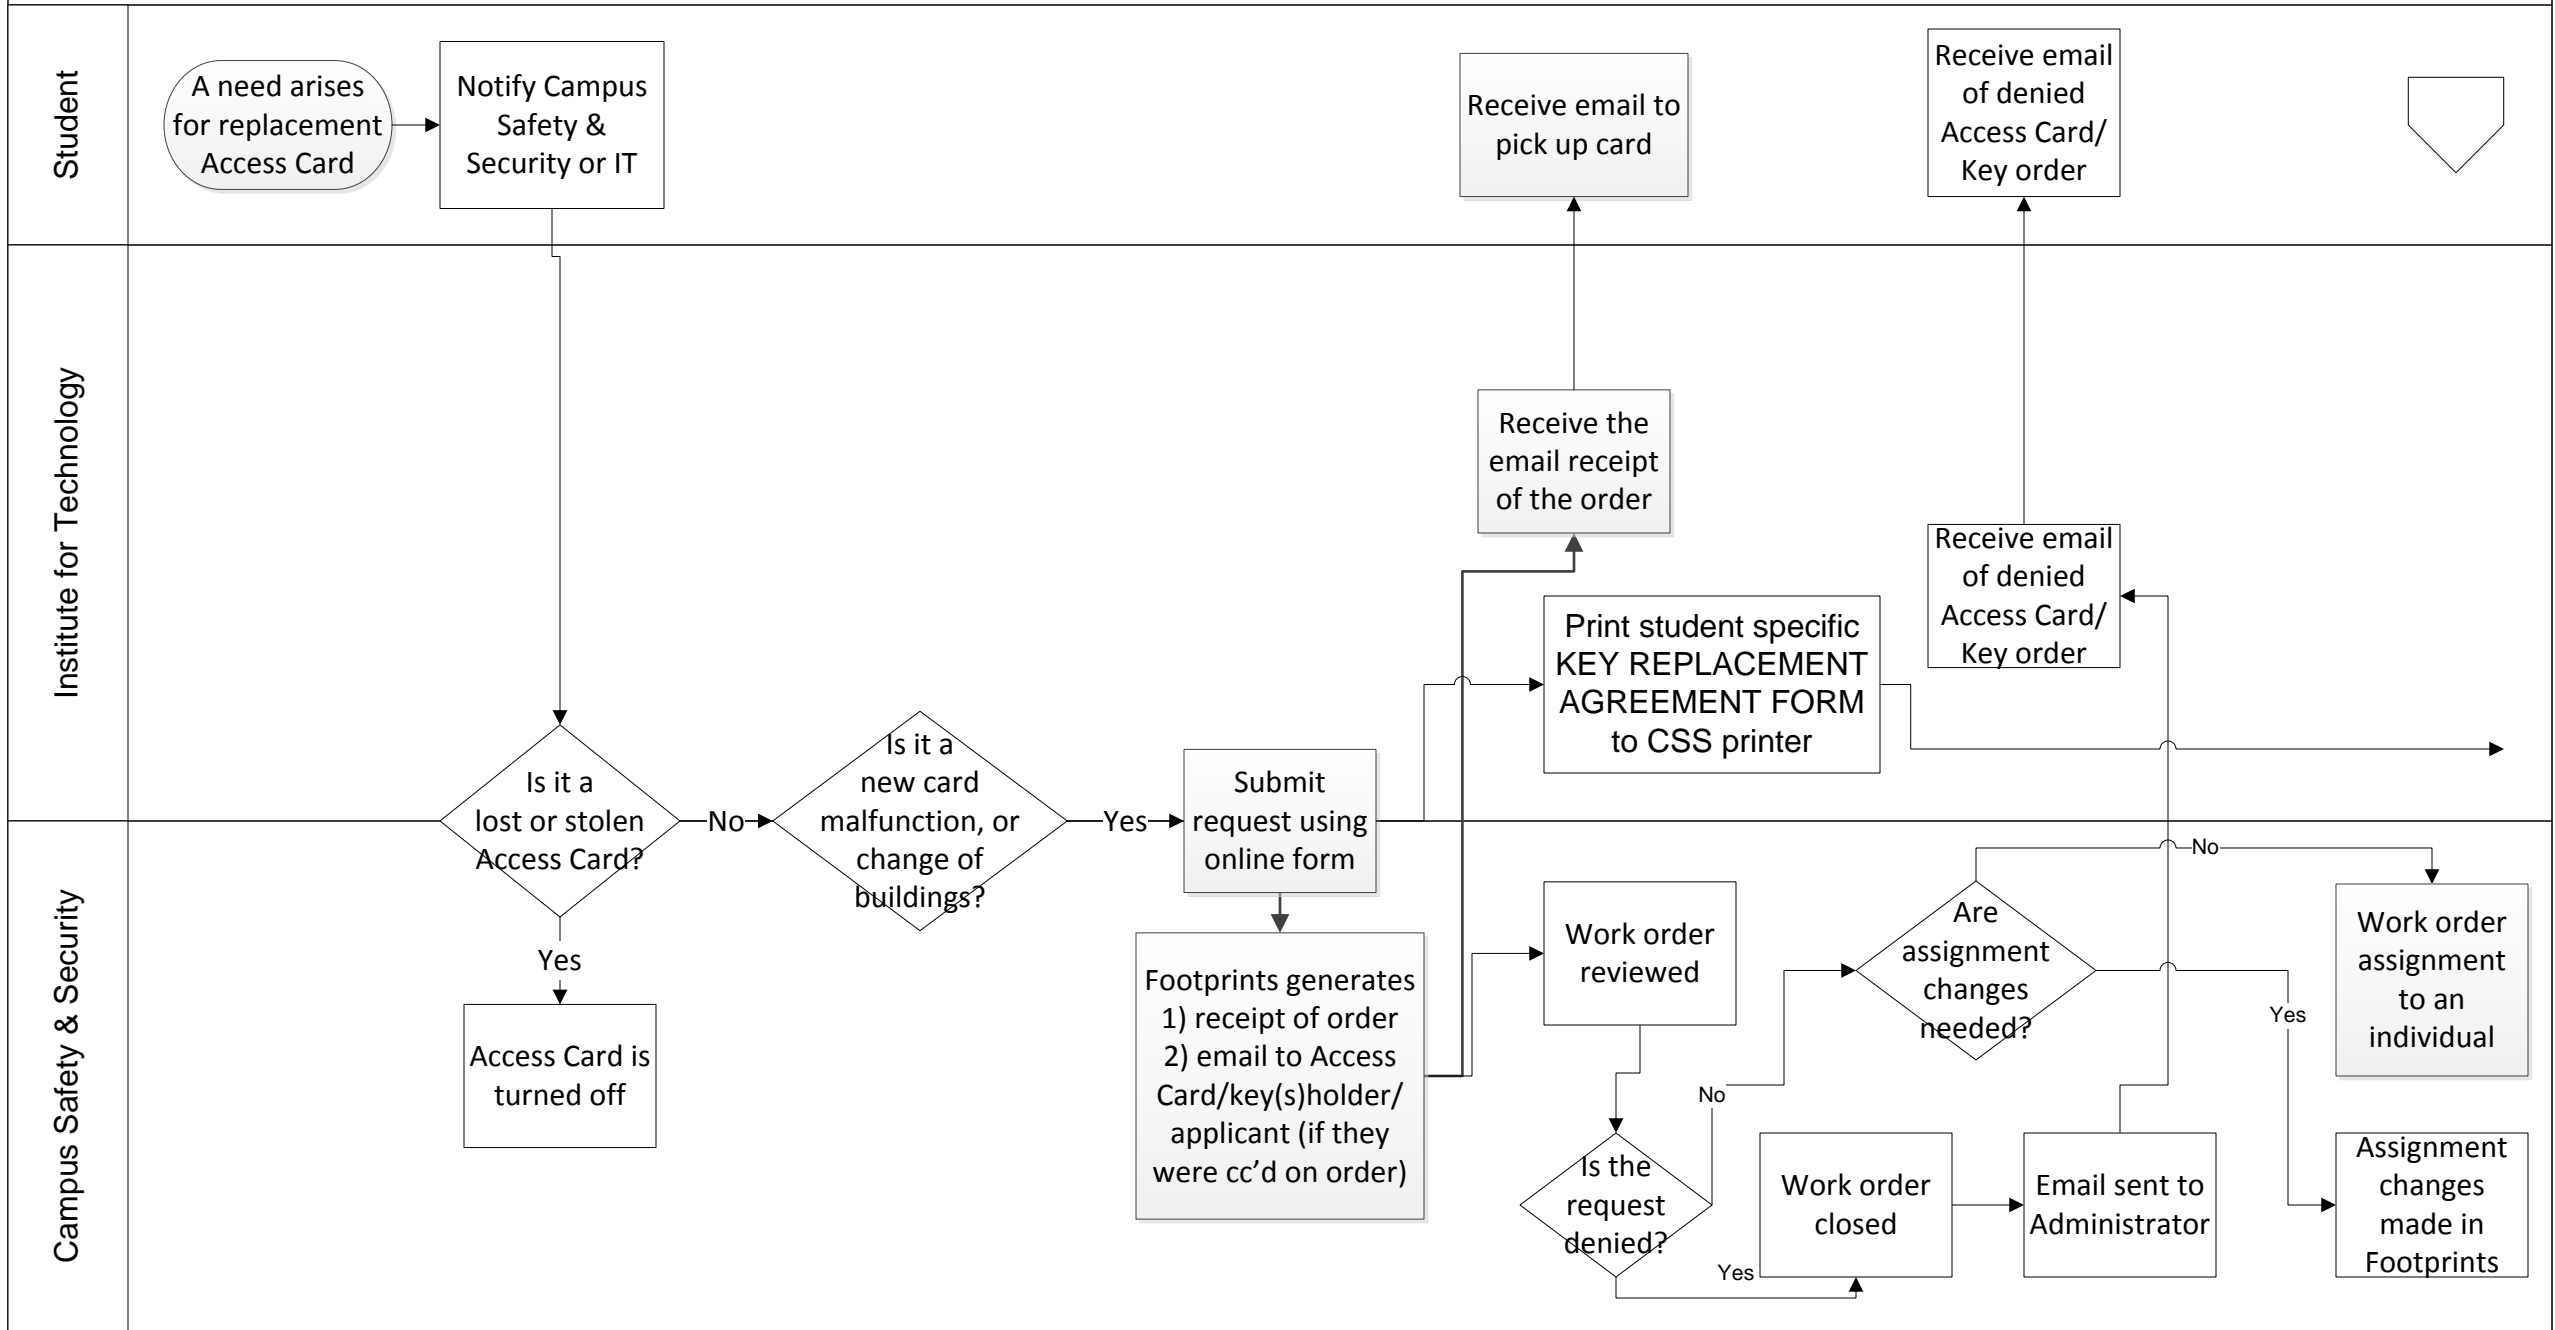 Student
A need arises
for replacement
Access Card
Notify Campus
Safety &
Security or IT
Receive email to
pick up card
Receive email
of denied
Access Card/
Key order
Institute for Technology
Receive the
email receipt
of the order
Receive email
of denied
Access Card/
Key order
Print student specific
KEY REPLACEMENT
AGREEMENT FORM
to CSS printer
Is it a
lost or stolen
Access Card?
No
Is it a
new card
malfunction, or
change of
buildings?
Yes
Submit
request using
online form
Campus Safety & Security
Yes
Access Card is
turned off
Footprints generates
1) receipt of order
2) email to Access
Card/key(s)holder/
applicant (if they
were cc’d on order)
Work order
reviewed
Is the
request
denied?
No
Yes
Work order
closed
Email sent to
Administrator
Are
assignment
changes
needed?
No
Yes
Work order
assignment
to an
individual
Assignment
changes
made in
Footprints